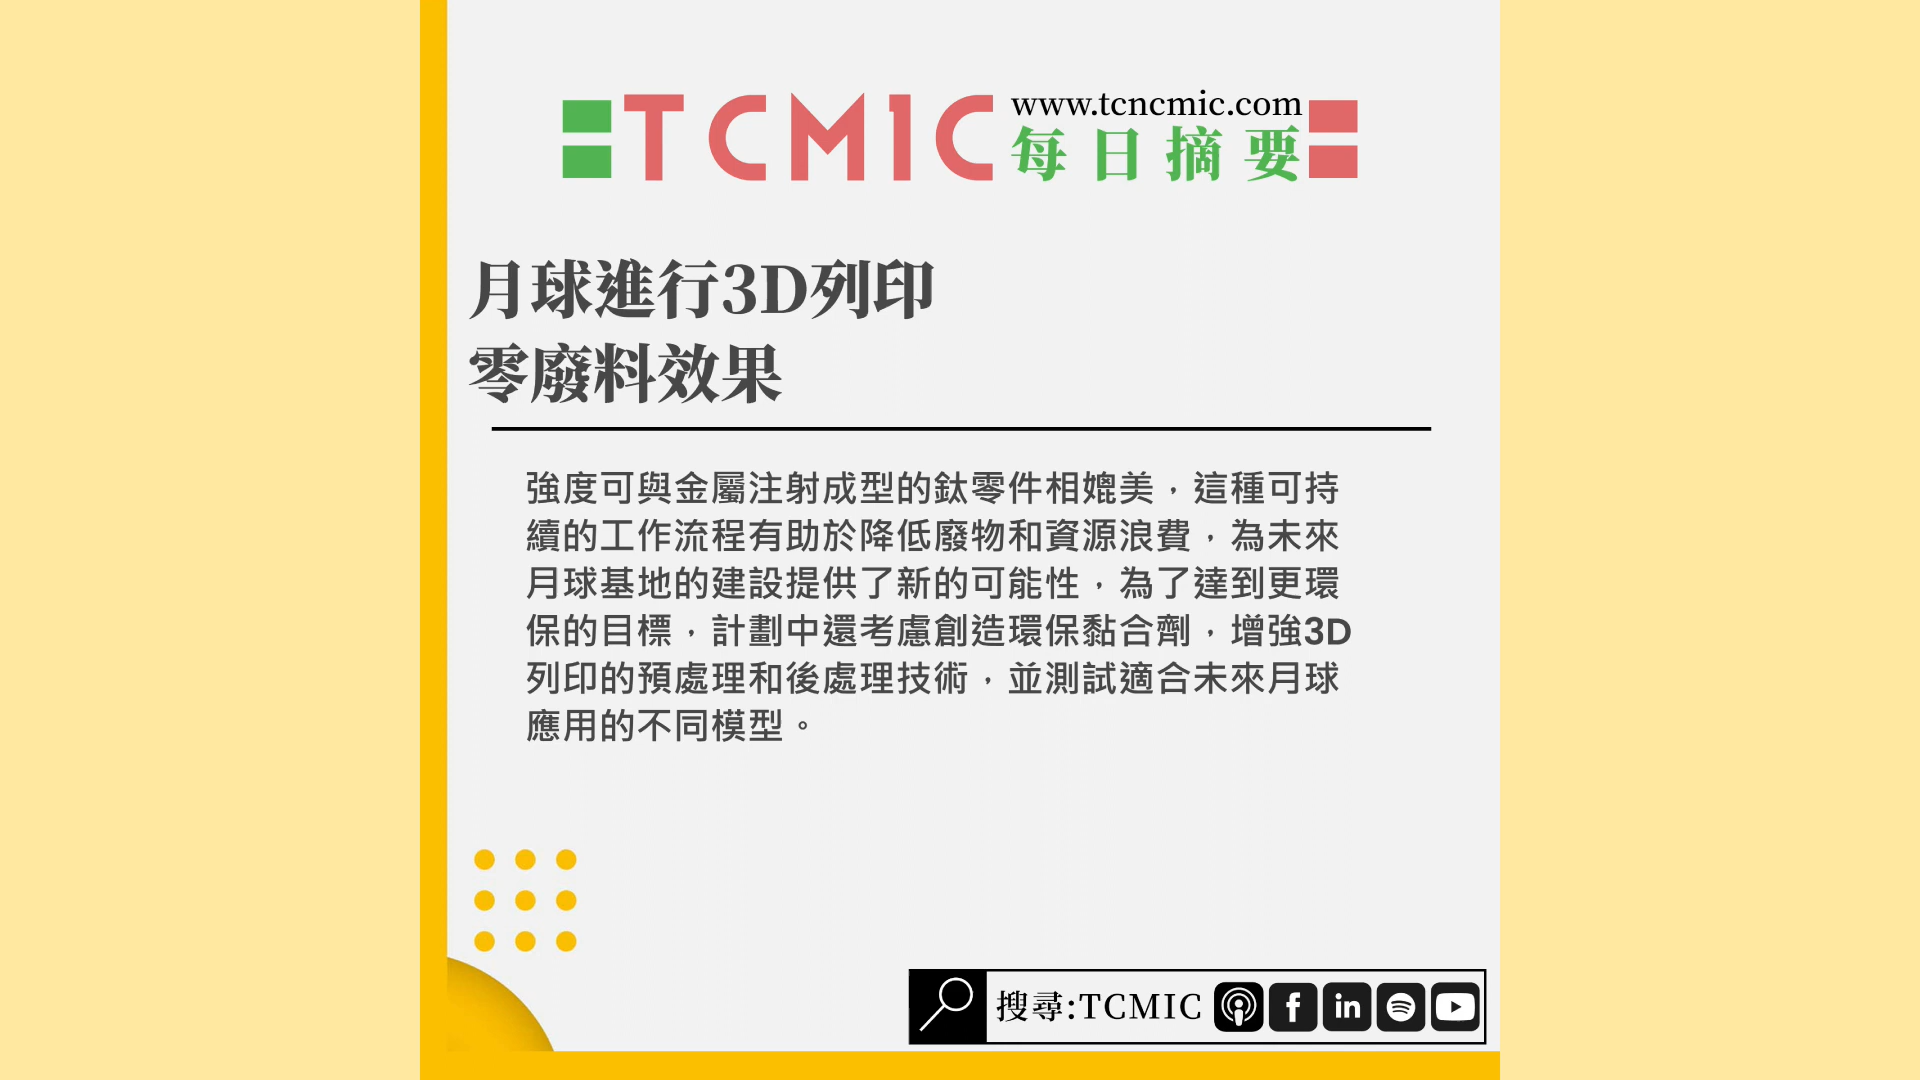 TCMIC
www.tcncmic.com
每日摘要
月球進行3D列印
零廢料效果
強度可與金屬注射成型的鈦零件相媲美，這種可持
續的工作流程有助於降低廢物和資源浪費，為未來
月球基地的建設提供了新的可能性，為了達到更環
保的目標，計劃中還考慮創造環保黏合劑，增強3D
列印的預處理和後處理技術，並測試適合未來月球
應用的不同模型。
搜尋:TCMIC